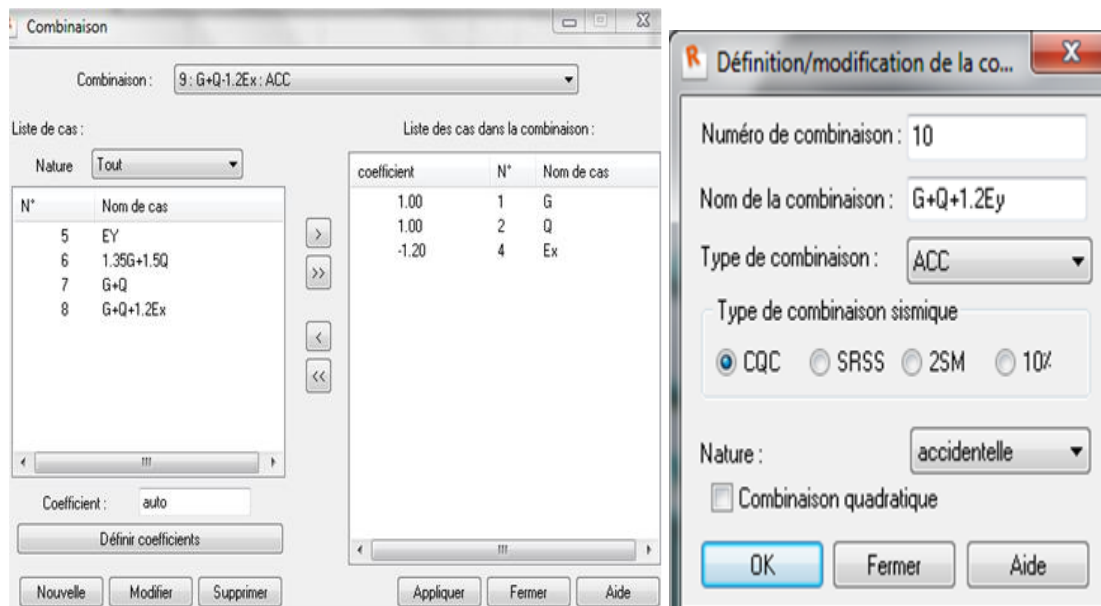 Combinaison
Combinaison : 9 : G+Q-1.2Ex : ACC
Liste de cas :
Nature Tout
N° Nom de cas
5 EY
6 1.35G+1.5Q
7 G+Q
8 G+Q+1.2Ex
Coefficient : auto
Définir coefficients
Nouvelle Modifier Supprimer
> 
>>
<
<<
Liste des cas dans la combinaison :
coefficient N° Nom de cas
1.00 1 G
1.00 2 Q
-1.20 4 Ex
Appliquer Fermer Aide
R Définition/modification de la co...
Numéro de combinaison : 10
Nom de la combinaison : G+Q+1.2Ey
Type de combinaison : ACC
Type de combinaison sismique
CQC SRSS 2SM 10%
Nature : accidentelle
Combinaison quadratique
OK Fermer Aide